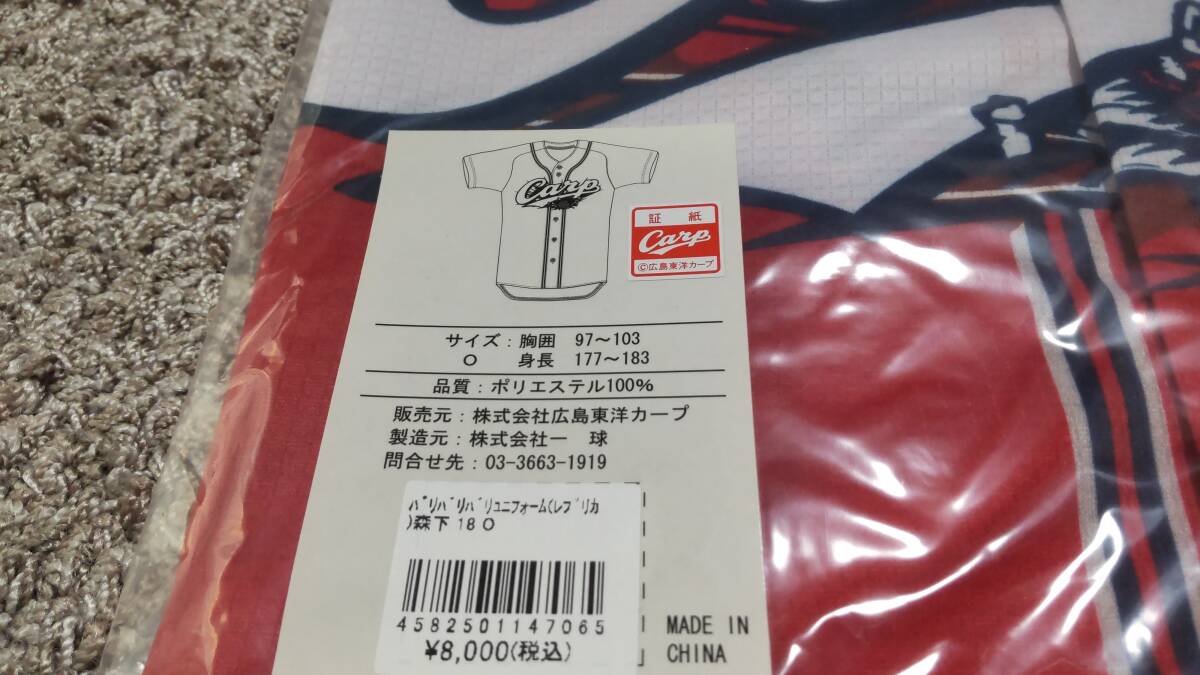 Carp
証 紙
Carp
©広島東洋カープ
サイズ：胸囲 97～103
O 身長 177～183
品質：ポリエステル100%
販売元：株式会社広島東洋カープ
製造元：株式会社一 球
問合せ先：03-3663-1919
ﾊﾞﾘﾊﾞﾘﾊﾞﾘﾕﾆﾌｫｰﾑ(ﾚﾌﾟﾘｶ
)森下 18 O
4582501147065
¥8,000(税込)
MADE IN
CHINA